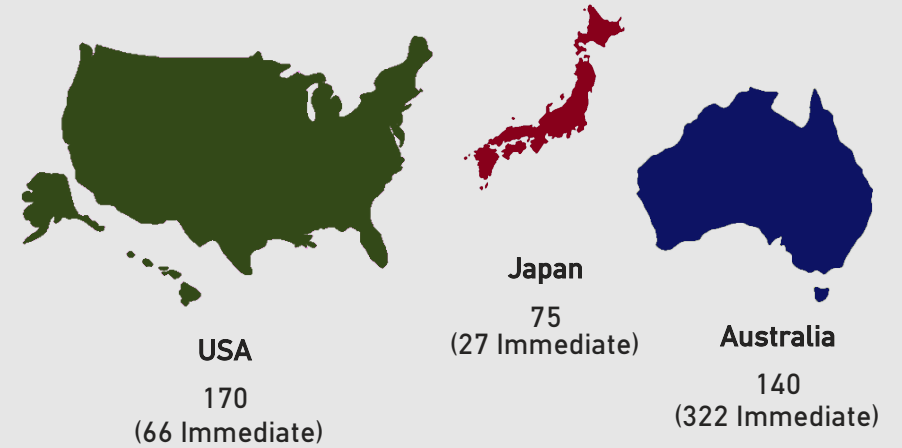 USA
170
(66 Immediate)
Japan
75
(27 Immediate)
Australia
140
(322 Immediate)